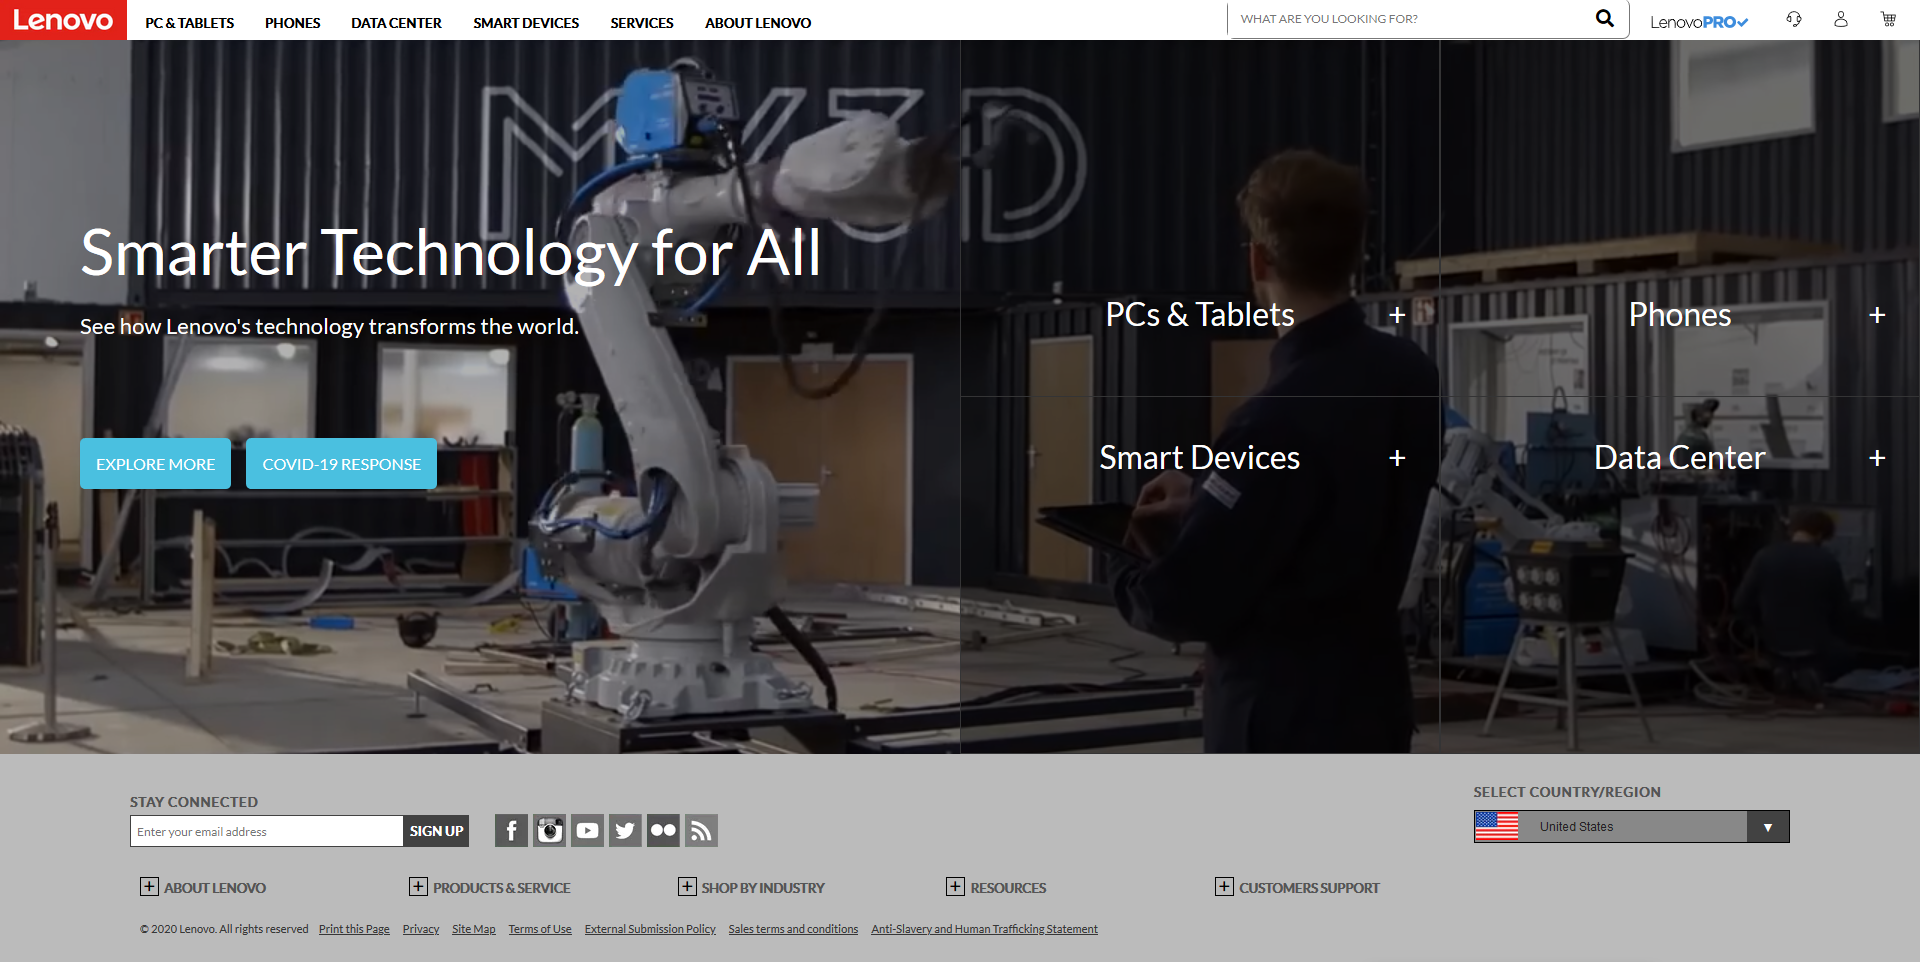 Lenovo
PC & TABLETS
PHONES
DATA CENTER
SMART DEVICES
SERVICES
ABOUT LENOVO
WHAT ARE YOU LOOKING FOR?
LenovoPRO
MX3D
Smarter Technology for All
See how Lenovo's technology transforms the world.
EXPLORE MORE
COVID-19 RESPONSE
PCs & Tablets +
Phones +
Smart Devices +
Data Center +
STAY CONNECTED
Enter your email address
SIGN UP
SELECT COUNTRY/REGION
United States
ABOUT LENOVO
PRODUCTS & SERVICE
SHOP BY INDUSTRY
RESOURCES
CUSTOMERS SUPPORT
© 2020 Lenovo. All rights reserved Print this Page Privacy Site Map Terms of Use External Submission Policy Sales terms and conditions Anti-Slavery and Human Trafficking Statement